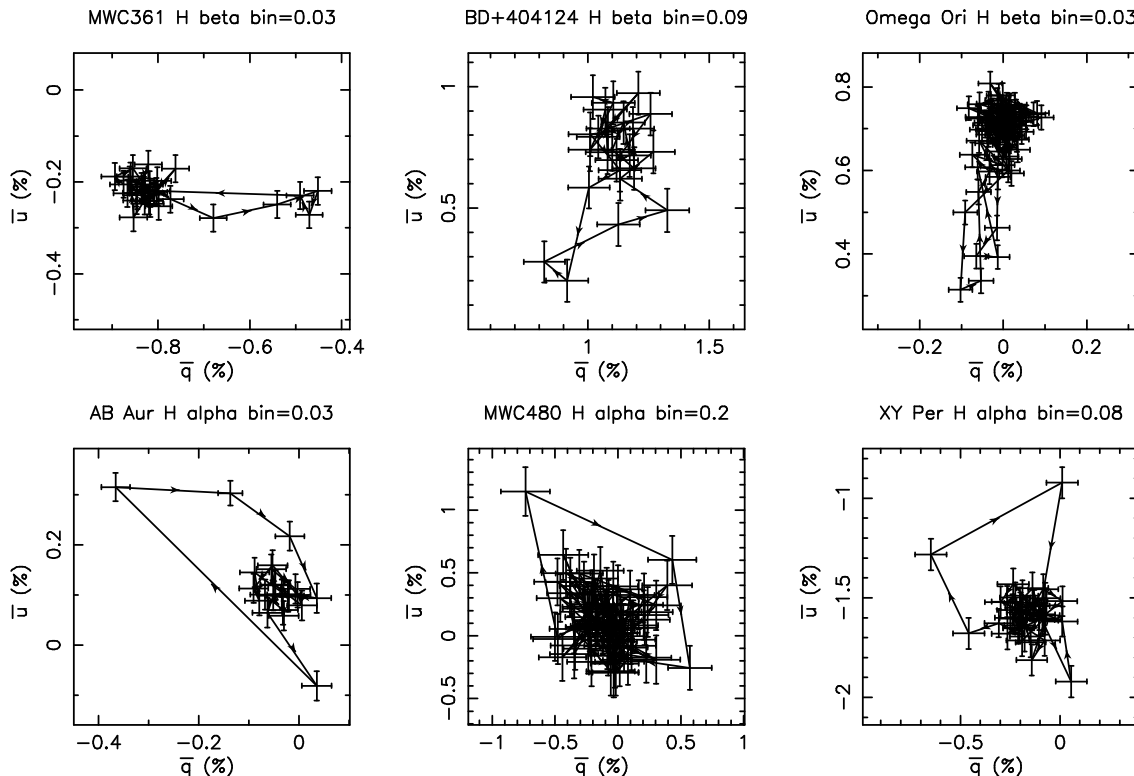 MWC361 H beta bin=0.03
BD+404124 H beta bin=0.09
Omega Ori H beta bin=0.03
u (%)
0
−0.2
−0.4
−0.8
−0.6
−0.4
q (%)
u (%)
1
0.5
1
1.5
q (%)
u (%)
0.8
0.6
0.4
−0.2
0
0.2
q (%)
AB Aur H alpha bin=0.03
MWC480 H alpha bin=0.2
XY Per H alpha bin=0.08
u (%)
0.2
0
−0.4
−0.2
0
q (%)
u (%)
1
0.5
0
−0.5
−1
−0.5
0
0.5
1
q (%)
u (%)
−1
−1.5
−2
−0.5
0
q (%)